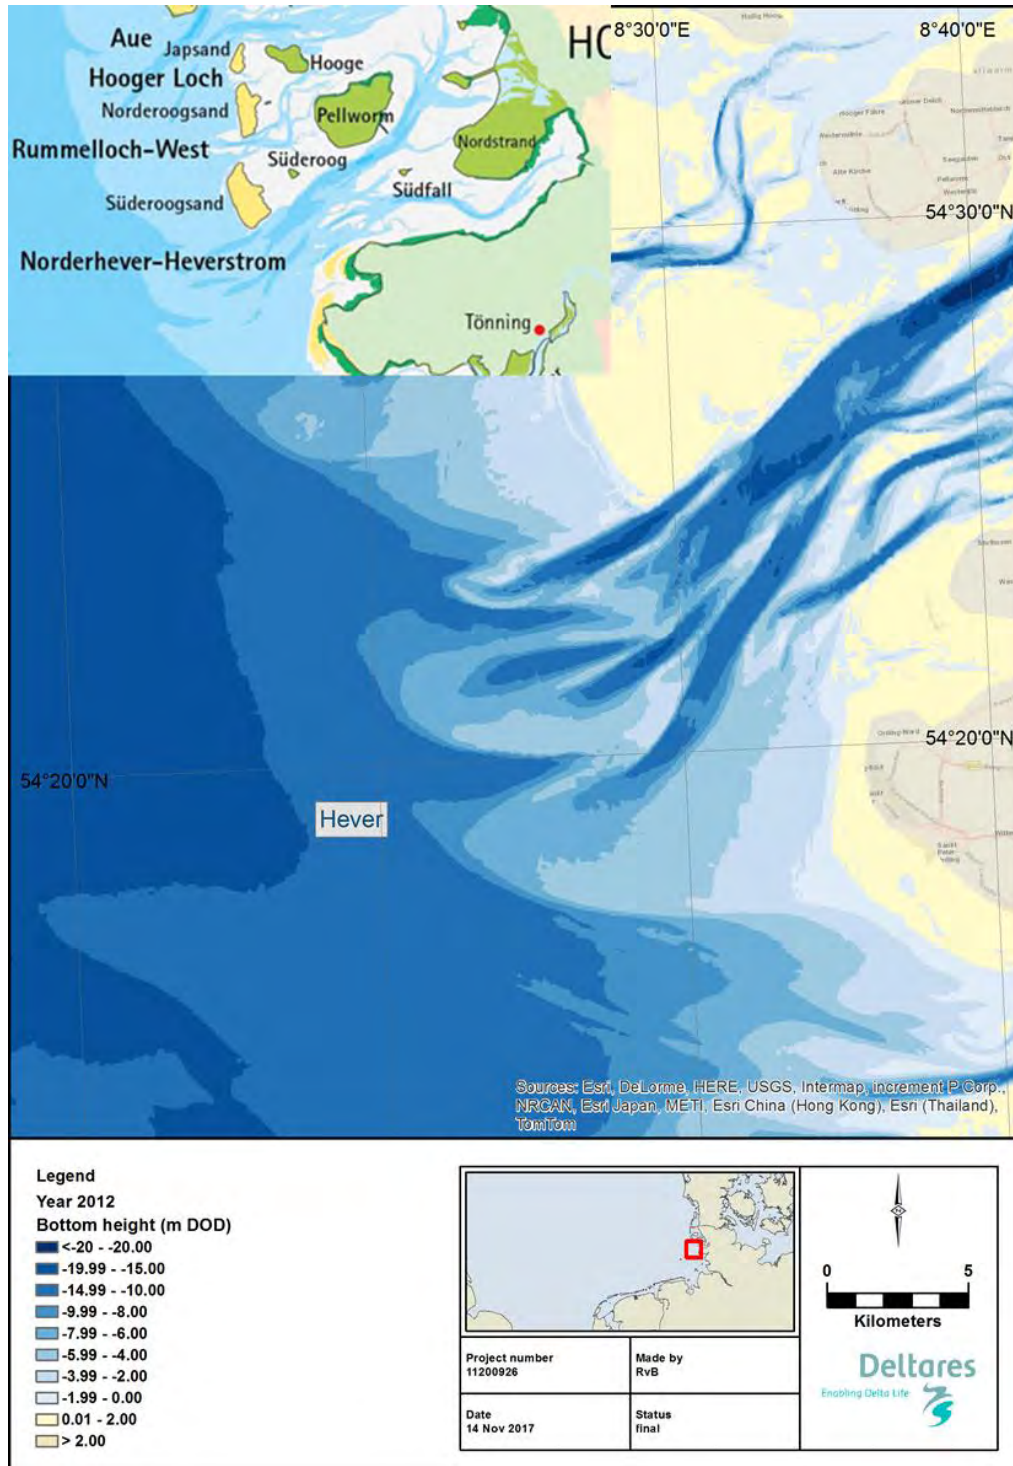 Aue
Japsand
Hooge
Hooger Loch
Norderoogsand
Pellworm
Rummelloch-West
Süderoog
Nordstrand
Südfall
Süderoogsand
Norderhever-Heverstrom
Tönning
HO
8°30'0"E
8°40'0"E
Hooger Fähre
Alte Kirche
54°30'0"N
54°20'0"N
54°20'0"N
Hever
Sources: Esri, DeLorme, HERE, USGS, Intermap, increment P Corp.,
NRCAN, Esri Japan, METI, Esri China (Hong Kong), Esri (Thailand),
TomTom
Legend
Year 2012
Bottom height (m DOD)
<-20 - -20.00
-19.99 - -15.00
-14.99 - -10.00
-9.99 - -8.00
-7.99 - -6.00
-5.99 - -4.00
-3.99 - -2.00
-1.99 - 0.00
0.01 - 2.00
> 2.00
Project number
11200926
Made by
RvB
Date
14 Nov 2017
Status
final
N
0 5
Kilometers
Deltares
Enabling Delta Life